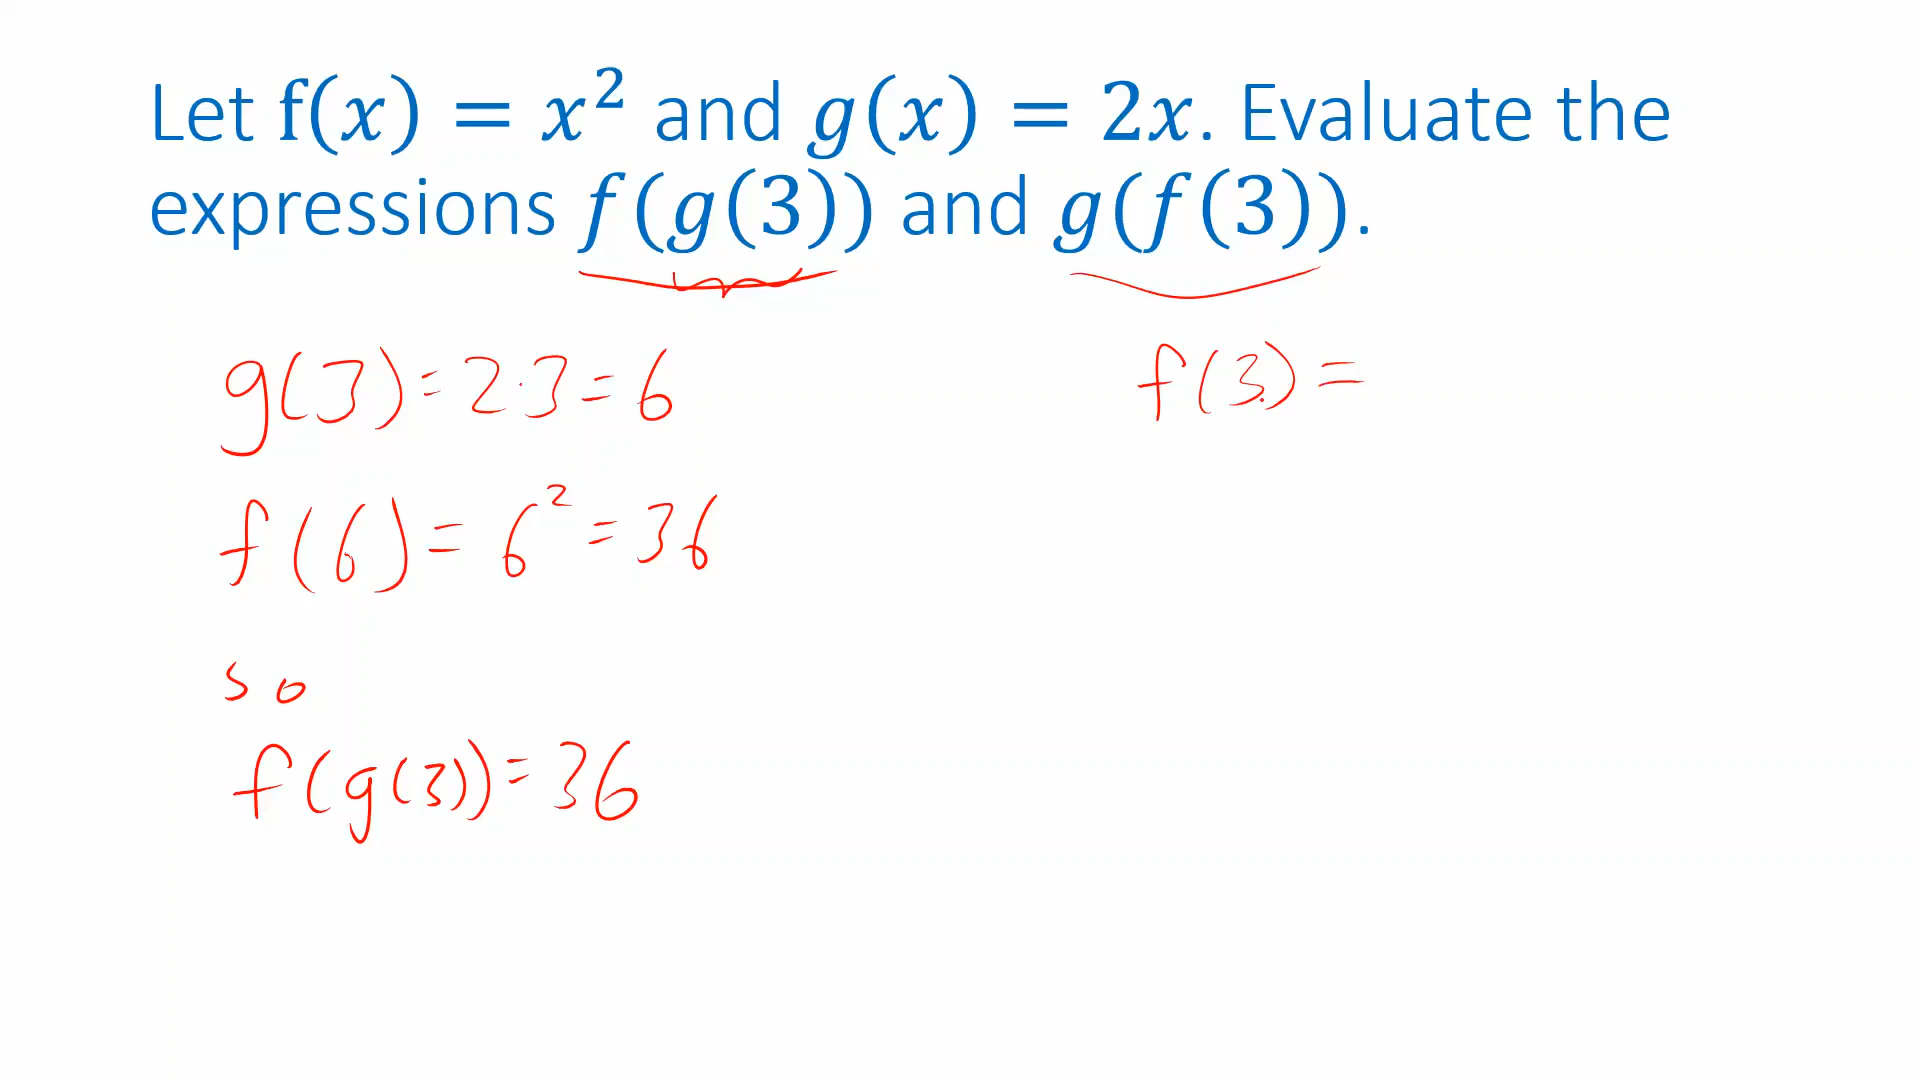 Let f(x) = x² and g(x) = 2x. Evaluate the
expressions f(g(3)) and g(f(3)).
g(3) = 2·3 = 6
f(3) =
f(6) = 6² = 36
so
f(g(3)) = 36